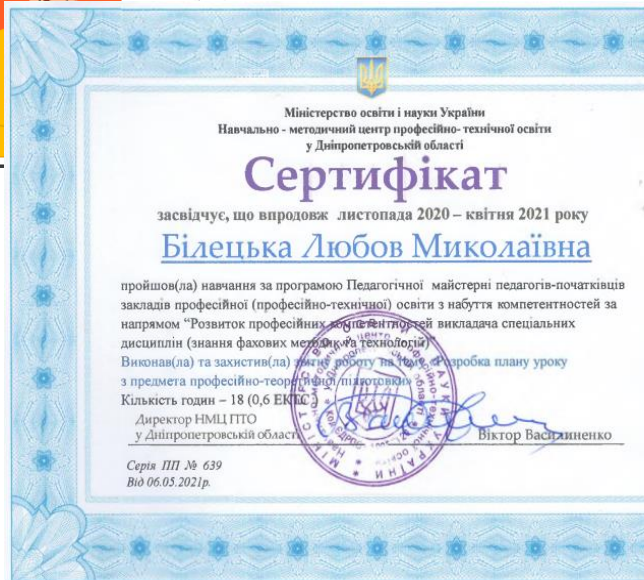 Міністерство освіти і науки України
Навчально - методичний центр професійно- технічної освіти
у Дніпропетровській області
Сертифікат
засвідчує, що впродовж листопада 2020 – квітня 2021 року
Білецька Любов Миколаївна
пройшов(ла) навчання за програмою Педагогічної майстерні педагогів-початківців
закладів професійної (професійно-технічної) освіти з набуття компетентностей за
напрямом “Розвиток професійних компетентностей викладача спеціальних
дисциплін (знання фахових методик та технологій)
Виконав(ла) та захистив(ла) роботу на тему «Розробка плану уроку
з предмета професійно-теоретичної підготовки»
Кількість годин – 18 (0,6 ЕКТС)
Директор НМЦ ПТО
у Дніпропетровській області
Віктор Василиненко
Серія ПП № 639
Від 06.05.2021р.